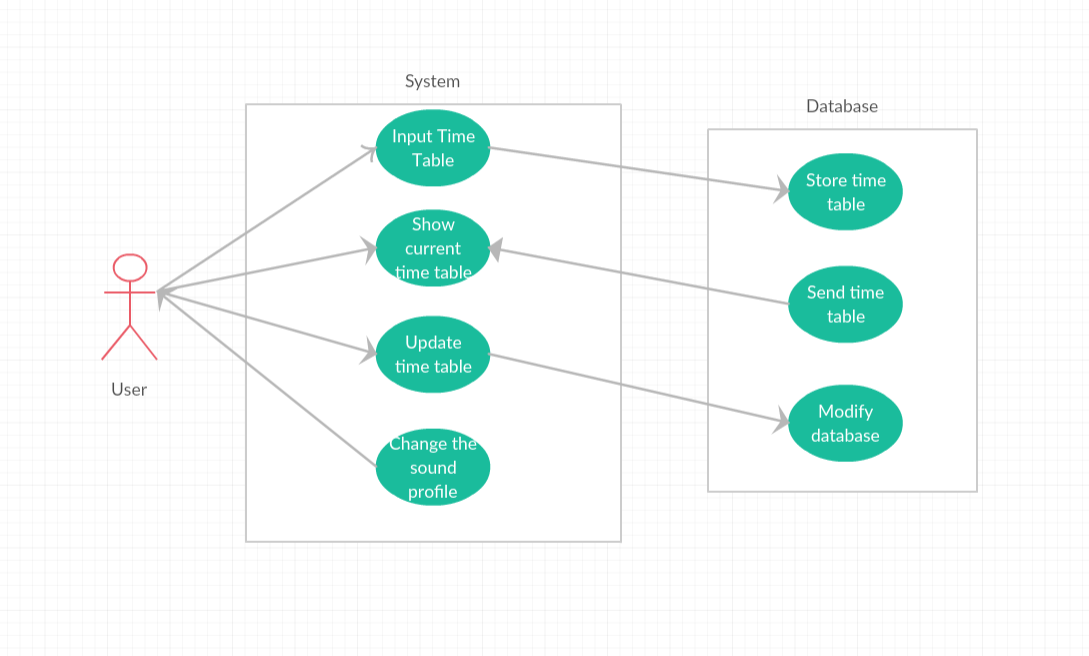 System
Database
Input Time
Table
Show
current
time table
Update
time table
Change the
sound
profile
Store time
table
Send time
table
Modify
database
User